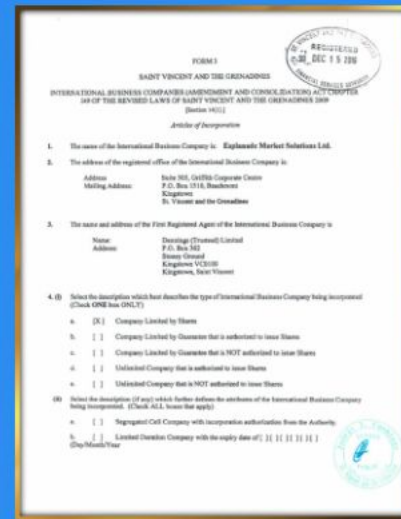 REGISTERED
DEC 15 2016
FINANCIAL SERVICES AUTHORITY
FORM 3
SAINT VINCENT AND THE GRENADINES
INTERNATIONAL BUSINESS COMPANIES (AMENDMENT AND CONSOLIDATION) ACT CHAPTER
149 OF THE REVISED LAWS OF SAINT VINCENT AND THE GRENADINES 2009
[Section 14(1)]
Articles of Incorporation
1. The name of the International Business Company is: Esplanade Market Solutions Ltd.
2. The address of the registered office of the International Business Company is:
Address Suite 305, Griffith Corporate Centre
Mailing Address: P.O. Box 1510, Beachmont
Kingstown
St. Vincent and the Grenadines
3. The name and address of the First Registered Agent of the International Business Company is
Name (Trustees) Limited
Address: P.O. Box
Stoney Ground
Kingstown VC0100
Kingstown, Saint Vincent
4. (i) Select the description which best describes the type of International Business Company being incorporated
(Check ONE box ONLY)
a. [X] Company Limited by Shares
b. [ ] Company Limited by Guarantee that is authorized to issue Shares
c. [ ] Company Limited by Guarantee that is NOT authorized to issue Shares
d. [ ] Unlimited Company that is authorized to issue Shares
e. [ ] Unlimited Company that is NOT authorized to issue Shares
(ii) Select the description (if any) which further defines the attributes of the International Business Company
being incorporated. (Check ALL boxes that apply)
a. [ ] Segregated Cell Company with incorporation authorization from the Authority.
b. [ ] Limited Duration Company with the expiry date of [ ][ ] [ ][ ] [ ][ ]
(Day/Month/Year